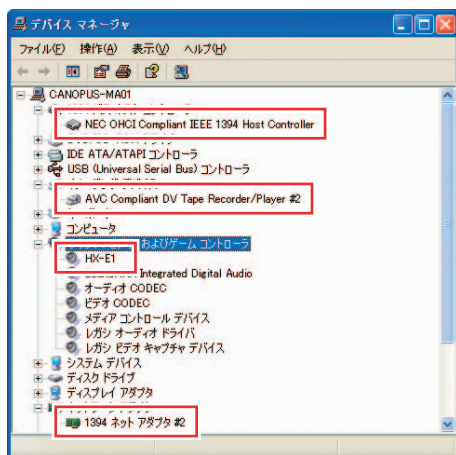 デバイス マネージャ
ファイル(F) 操作(A) 表示(V) ヘルプ(H)
CANOPUS-MA01
NEC OHCI Compliant IEEE 1394 Host Controller
IDE ATA/ATAPI コントローラ
USB (Universal Serial Bus) コントローラ
AVC Compliant DV Tape Recorder/Player #2
コンピュータ
およびゲーム コントローラ
HX-E1
Integrated Digital Audio
オーディオ CODEC
ビデオ CODEC
メディア コントロール デバイス
レガシ オーディオ ドライバ
レガシ ビデオ キャプチャ デバイス
システム デバイス
ディスク ドライブ
ディスプレイ アダプタ
1394 ネット アダプタ #2